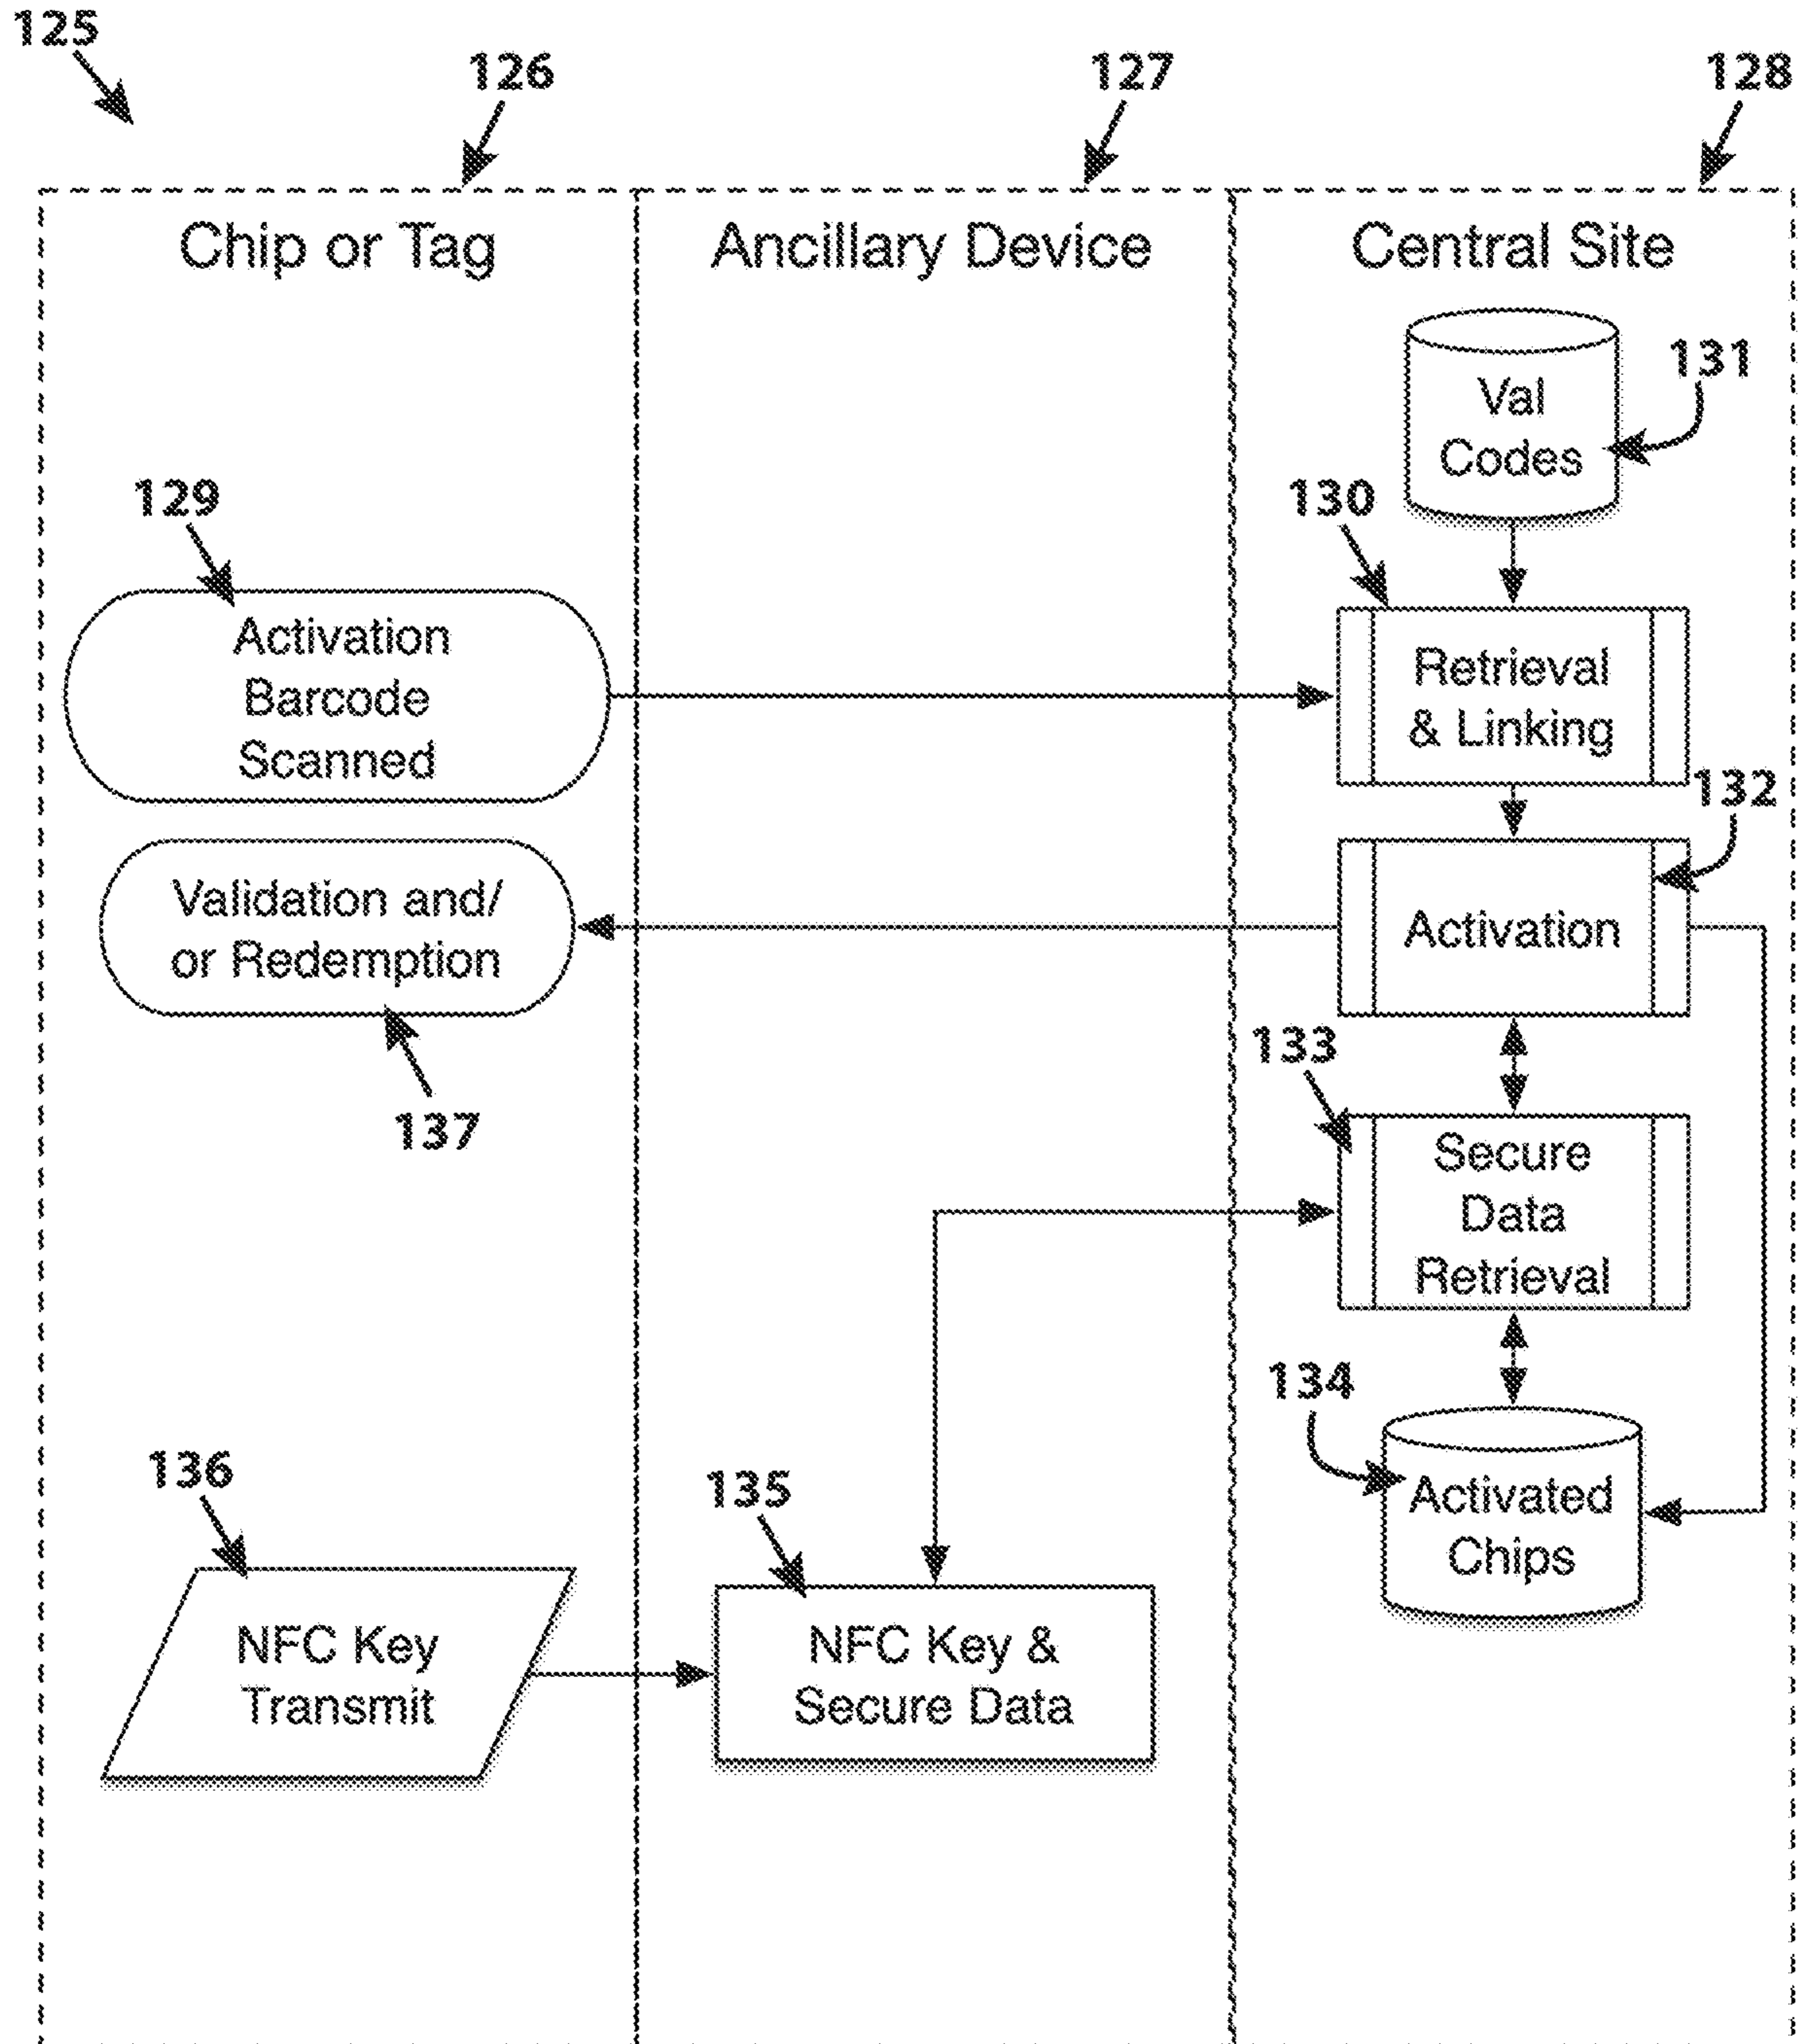 125
126
127
128
Chip or Tag
Ancillary Device
Central Site
131
Val
Codes
129
130
Activation
Barcode
Scanned
Retrieval
& Linking
132
Validation and/
or Redemption
Activation
133
137
Secure
Data
Retrieval
134
136
135
Activated
Chips
NFC Key
Transmit
NFC Key &
Secure Data